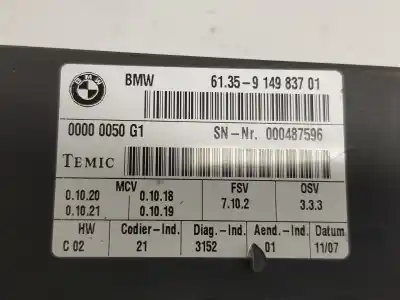 BMW
BMW 61.35-9 149 837 01
0000 0050 G1 SN-Nr. 000487596
TEMIC
MCV FSV OSV
0.10.20 0.10.18 7.10.2 3.3.3
0.10.21 0.10.19
HW Codier-Ind. Diag.-Ind. Aend.-Ind. Datum
C 02 21 3152 01 11/07